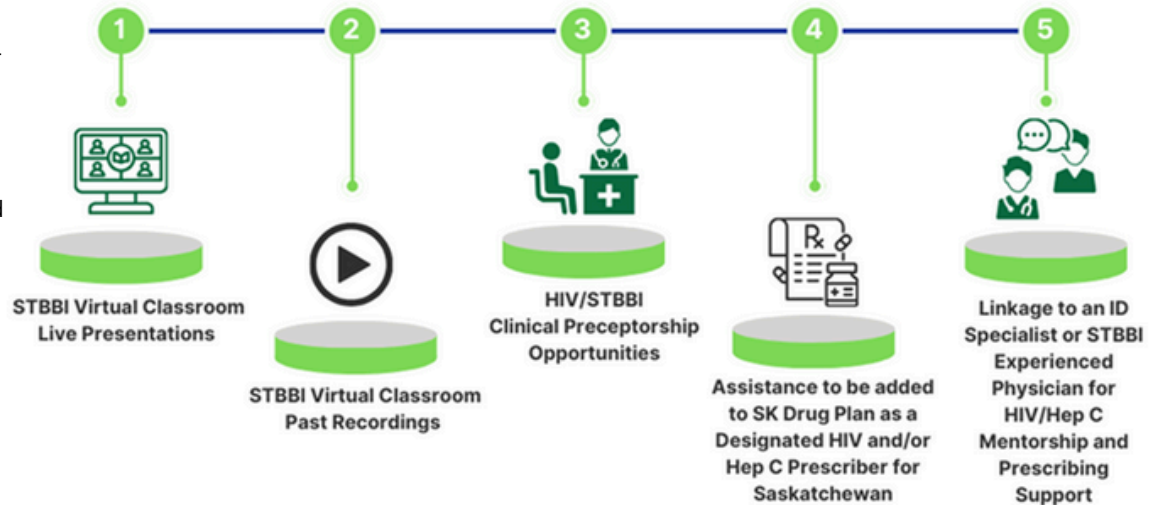 1
2
3
4
5
STBBI Virtual Classroom
Live Presentations
STBBI Virtual Classroom
Past Recordings
HIV/STBBI
Clinical Preceptorship
Opportunities
Rx
Assistance to be added
to SK Drug Plan as a
Designated HIV and/or
Hep C Prescriber for
Saskatchewan
Linkage to an ID
Specialist or STBBI
Experienced
Physician for
HIV/Hep C
Mentorship and
Prescribing
Support